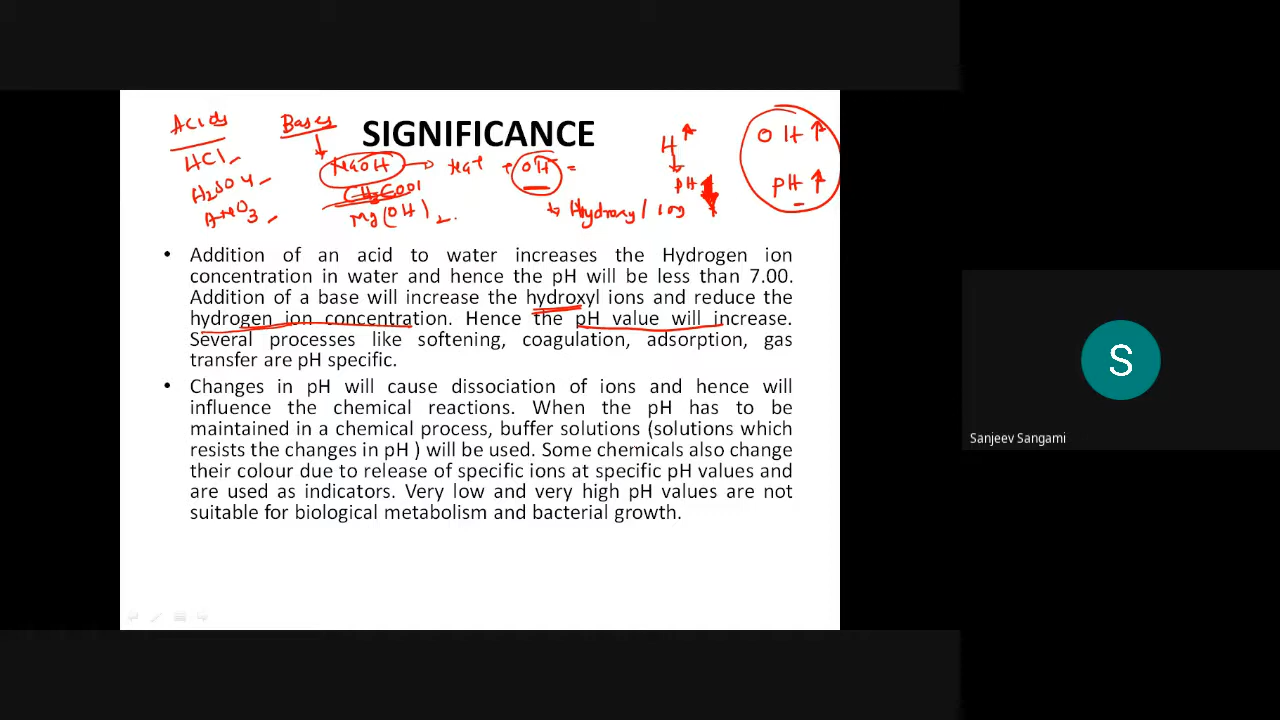 Acids
Bases
SIGNIFICANCE
HCl
H2SO4
HNO3
NaOH → Na+ + OH =
Mg(OH)2
Hydroxyl ion
H ↑
pH
OH ↑
pH ↑
• Addition of an acid to water increases the Hydrogen ion
concentration in water and hence the pH will be less than 7.00.
Addition of a base will increase the hydroxyl ions and reduce the
hydrogen ion concentration. Hence the pH value will increase.
Several processes like softening, coagulation, adsorption, gas
transfer are pH specific.
• Changes in pH will cause dissociation of ions and hence will
influence the chemical reactions. When the pH has to be
maintained in a chemical process, buffer solutions (solutions which
resists the changes in pH ) will be used. Some chemicals also change
their colour due to release of specific ions at specific pH values and
are used as indicators. Very low and very high pH values are not
suitable for biological metabolism and bacterial growth.
S
Sanjeev Sangami